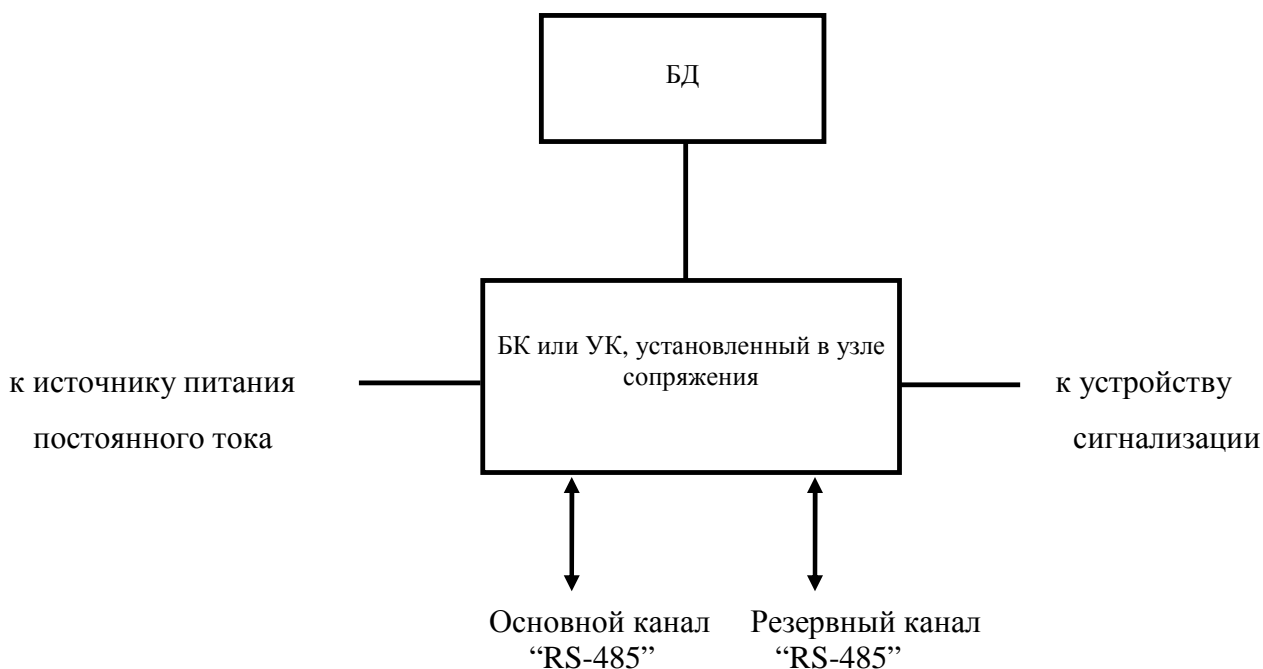 БД
БК или УК, установленный в узле
сопряжения
к источнику питания
постоянного тока
к устройству
сигнализации
Основной канал
“RS-485”
Резервный канал
“RS-485”